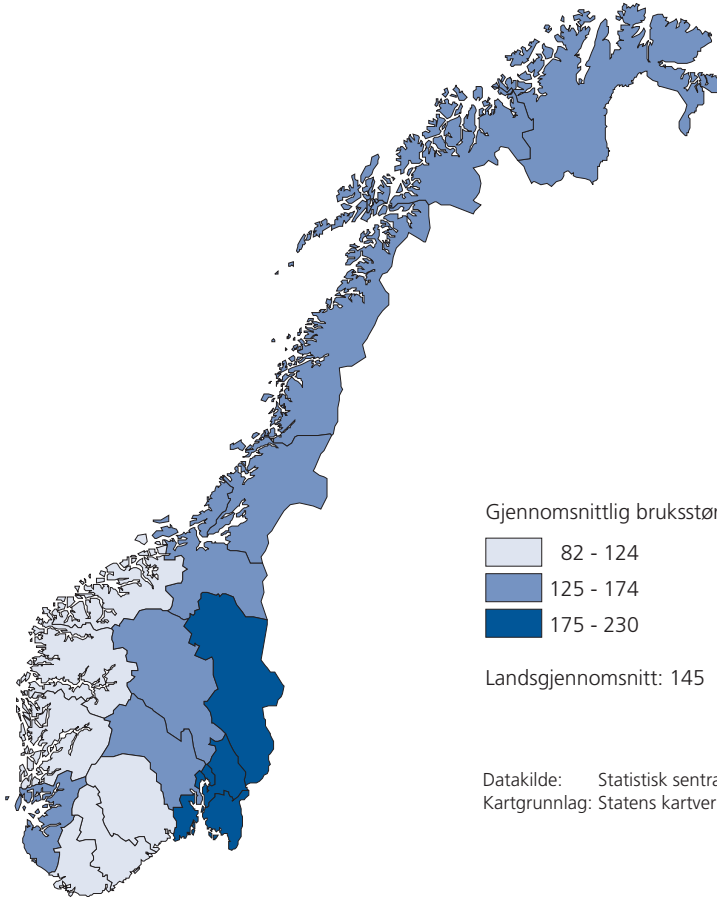 Gjennomsnittlig bruksstør
82 - 124
125 - 174
175 - 230
Landsgjennomsnitt: 145
Datakilde: Statistisk sentra
Kartgrunnlag: Statens kartver